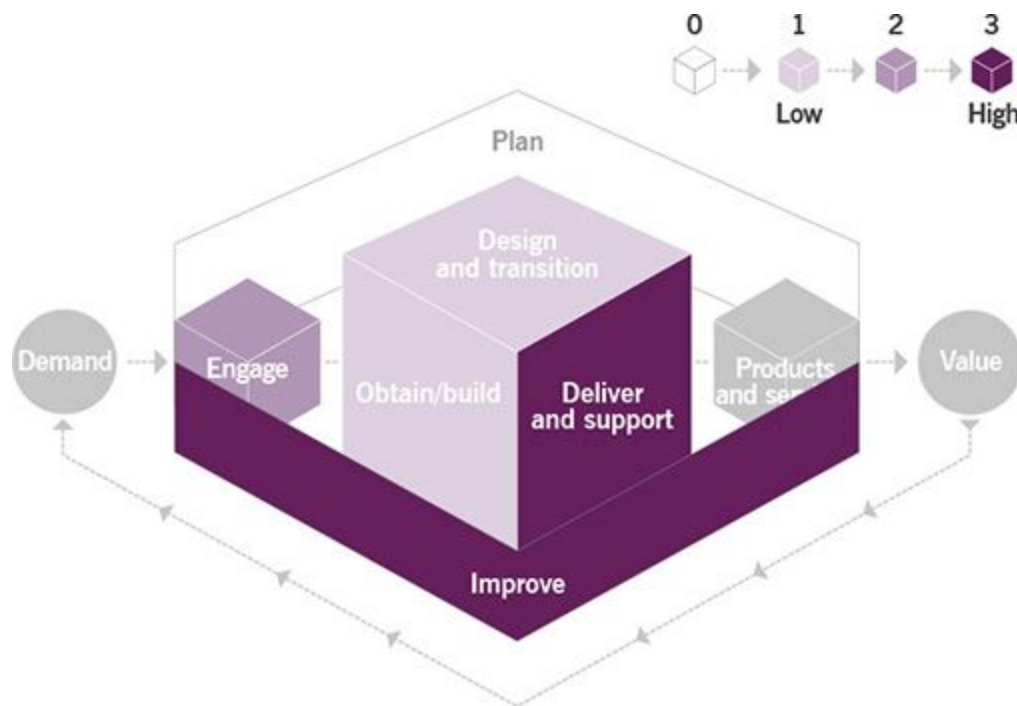 0 1 2 3
Low High
Plan
Design
and transition
Demand
Engage
Obtain/build
Deliver
and support
Products
and
Value
Improve